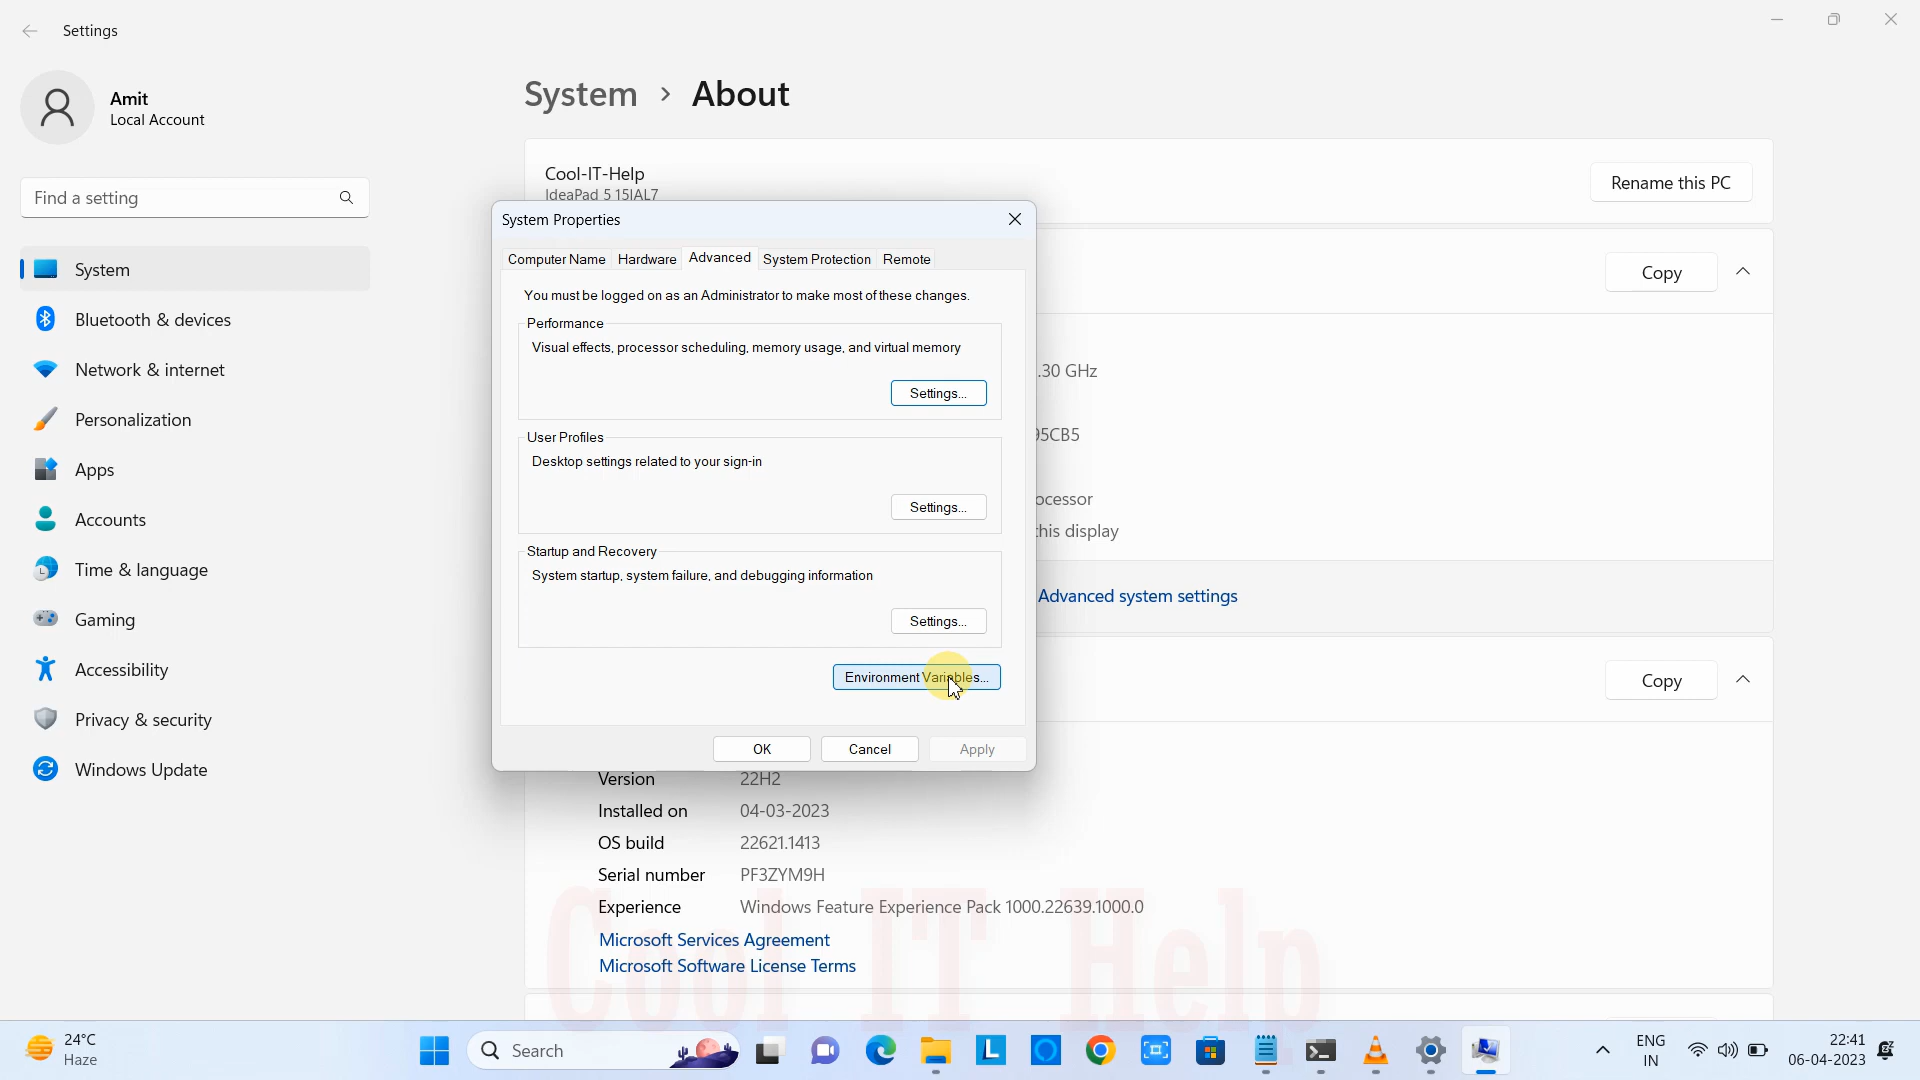 Settings
Amit
Local Account
Find a setting
System
Bluetooth & devices
Network & internet
Personalization
Apps
Accounts
Time & language
Gaming
Accessibility
Privacy & security
Windows Update
System > About
Cool-IT-Help
IdeaPad 5 15IAL7
Rename this PC
Copy
.30 GHz
95CB5
ocessor
this display
Advanced system settings
Copy
System Properties
Computer Name Hardware Advanced System Protection Remote
You must be logged on as an Administrator to make most of these changes.
Performance
Visual effects, processor scheduling, memory usage, and virtual memory
Settings...
User Profiles
Desktop settings related to your sign-in
Settings...
Startup and Recovery
System startup, system failure, and debugging information
Settings...
Environment Variables...
OK Cancel Apply
Version 22H2
Installed on 04-03-2023
OS build 22621.1413
Serial number PF3ZYM9H
Experience Windows Feature Experience Pack 1000.22639.1000.0
Microsoft Services Agreement
Microsoft Software License Terms
Cool IT Help
24°C
Haze
Search
L
ENG
IN
22:41
06-04-2023